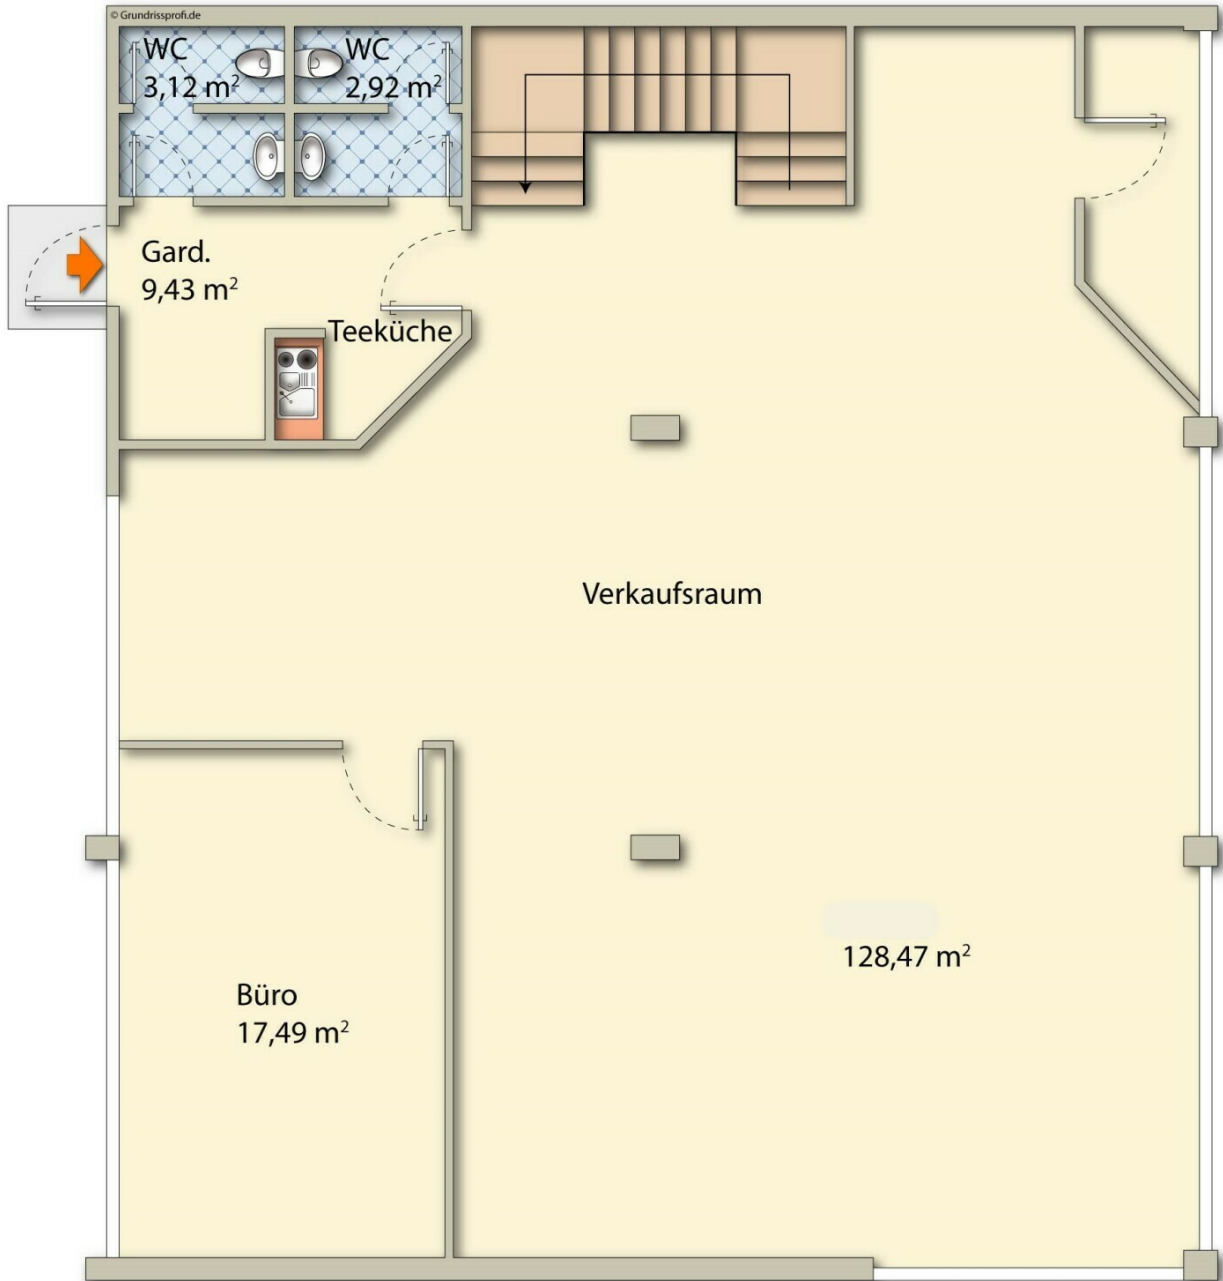 © Grundrissprofi.de
WC
3,12 m²
WC
2,92 m²
Gard.
9,43 m²
Teeküche
Verkaufsraum
128,47 m²
Büro
17,49 m²